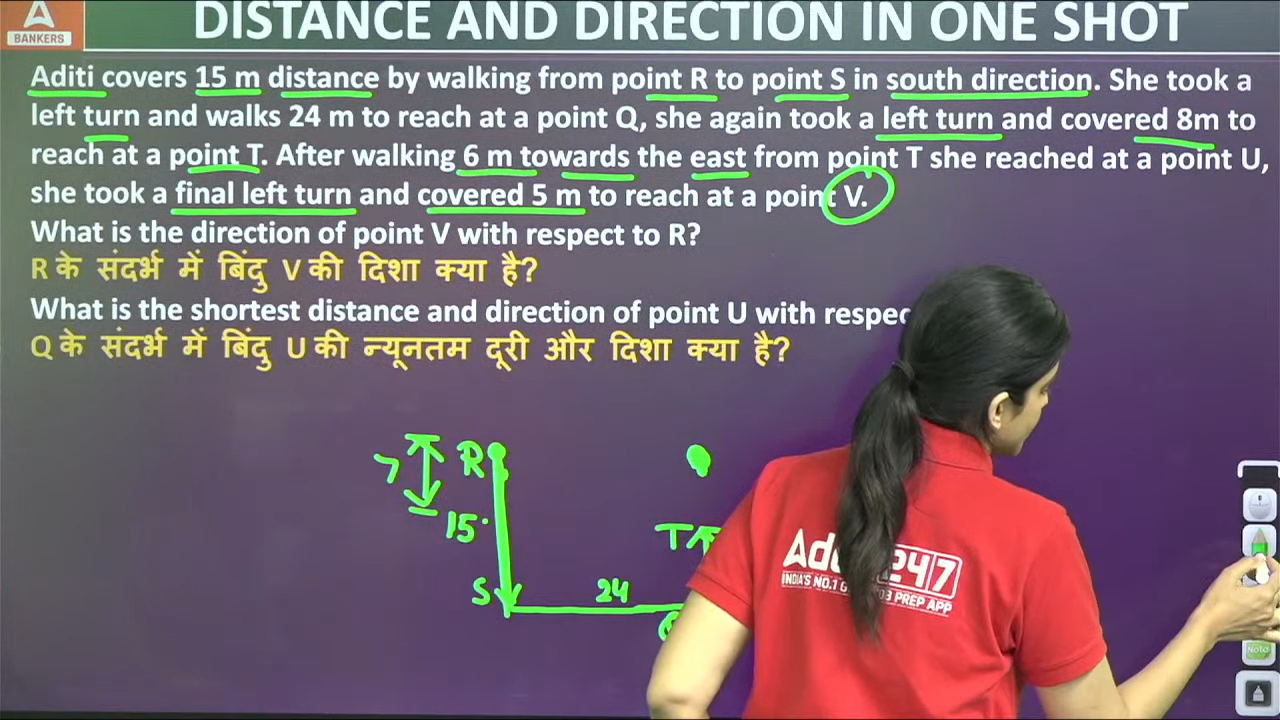 DISTANCE AND DIRECTION IN ONE SHOT
A
BANKERS
Aditi covers 15 m distance by walking from point R to point S in south direction. She took a
left turn and walks 24 m to reach at a point Q, she again took a left turn and covered 8m to
reach at a point T. After walking 6 m towards the east from point T she reached at a point U,
she took a final left turn and covered 5 m to reach at a point V.
What is the direction of point V with respect to R?
R के संदर्भ में बिंदु V की दिशा क्या है?
What is the shortest distance and direction of point U with
Q के संदर्भ में बिंदु U की न्यूनतम दूरी और दिशा क्या है?
7
R
15
T
S
24
INDIA'S NO.1 PREP APP
Note